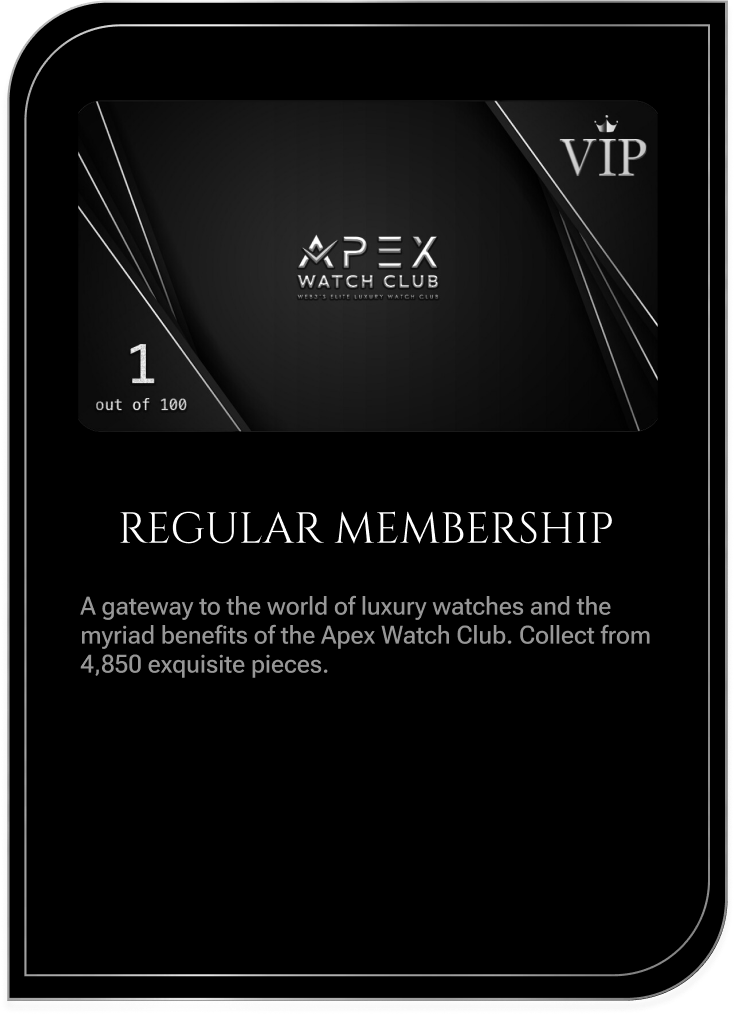 VIP
APEX
WATCH CLUB
WEB3'S ELITE LUXURY WATCH CLUB
1
out of 100
REGULAR MEMBERSHIP
A gateway to the world of luxury watches and the
myriad benefits of the Apex Watch Club. Collect from
4,850 exquisite pieces.